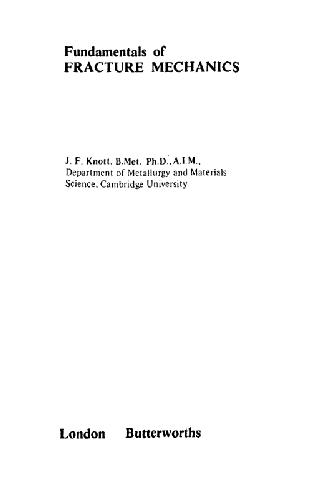 Fundamentals of
FRACTURE MECHANICS
J. F. Knott, B.Met, Ph.D., A.I.M.,
Department of Metallurgy and Materials
Science, Cambridge University
London Butterworths